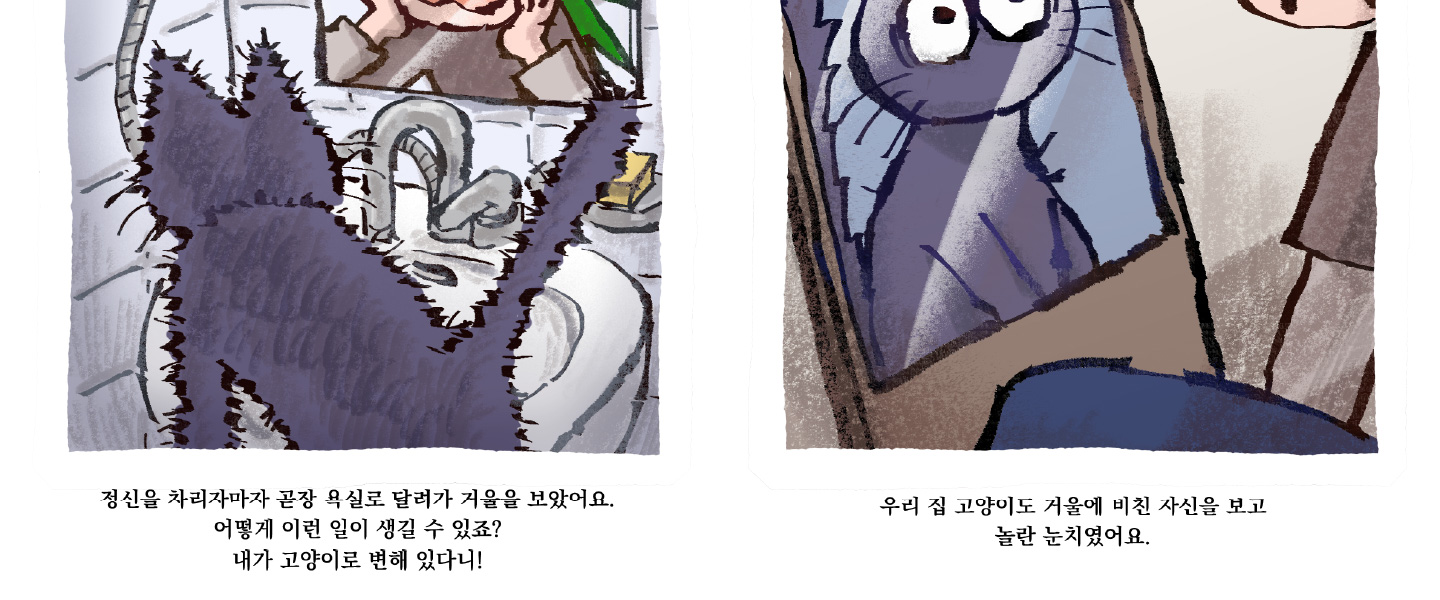 정신을 차리자마자 곧장 욕실로 달려가 거울을 보았어요.
어떻게 이런 일이 생길 수 있죠?
내가 고양이로 변해 있다니!
우리 집 고양이도 거울에 비친 자신을 보고
놀란 눈치였어요.